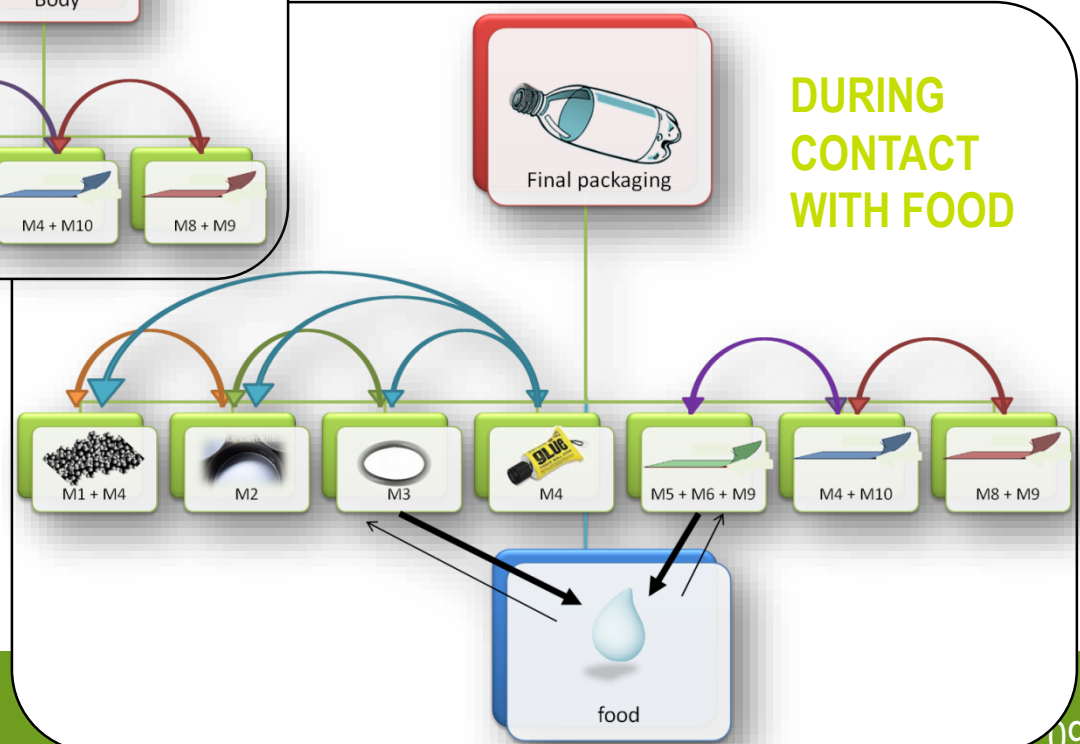 Body
M4 + M10
M8 + M9
Final packaging
DURING
CONTACT
WITH FOOD
M1 + M4
M2
M3
glue
M4
M5 + M6 + M9
M4 + M10
M8 + M9
food